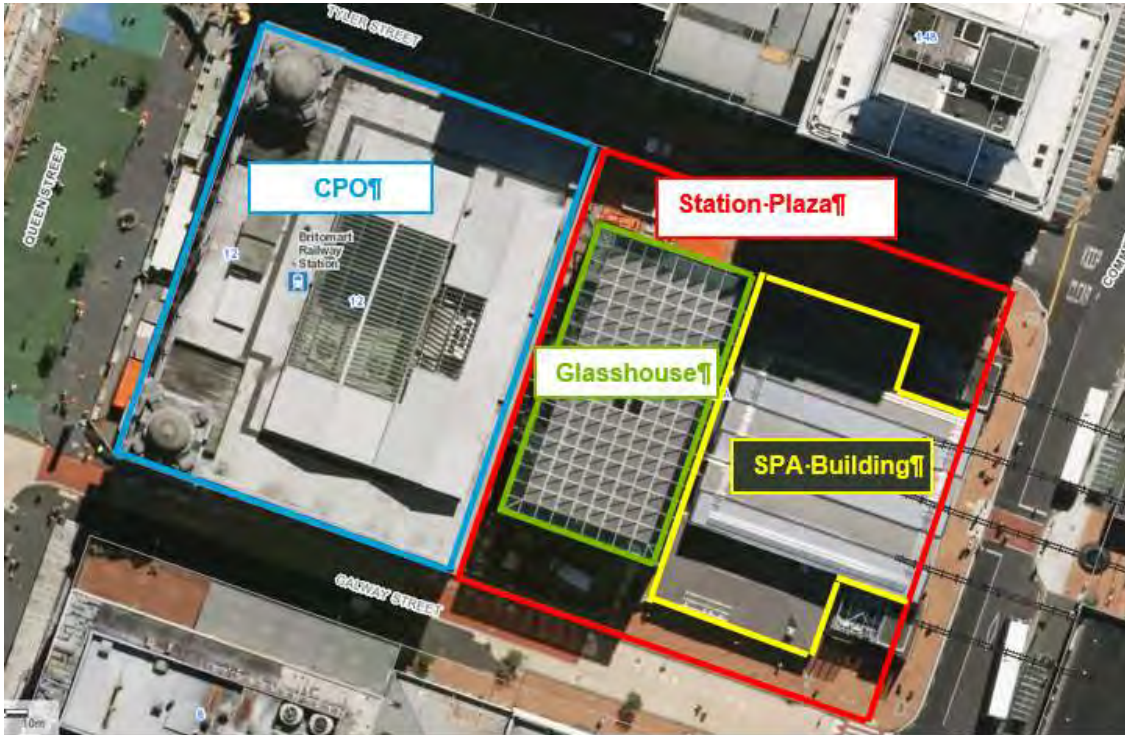 TYLER STREET
148
QUEEN STREET
CPO¶
Station·Plaza¶
Britomart
Railway
Station
12
12
Glasshouse¶
SPA·Building¶
GALWAY STREET
10m